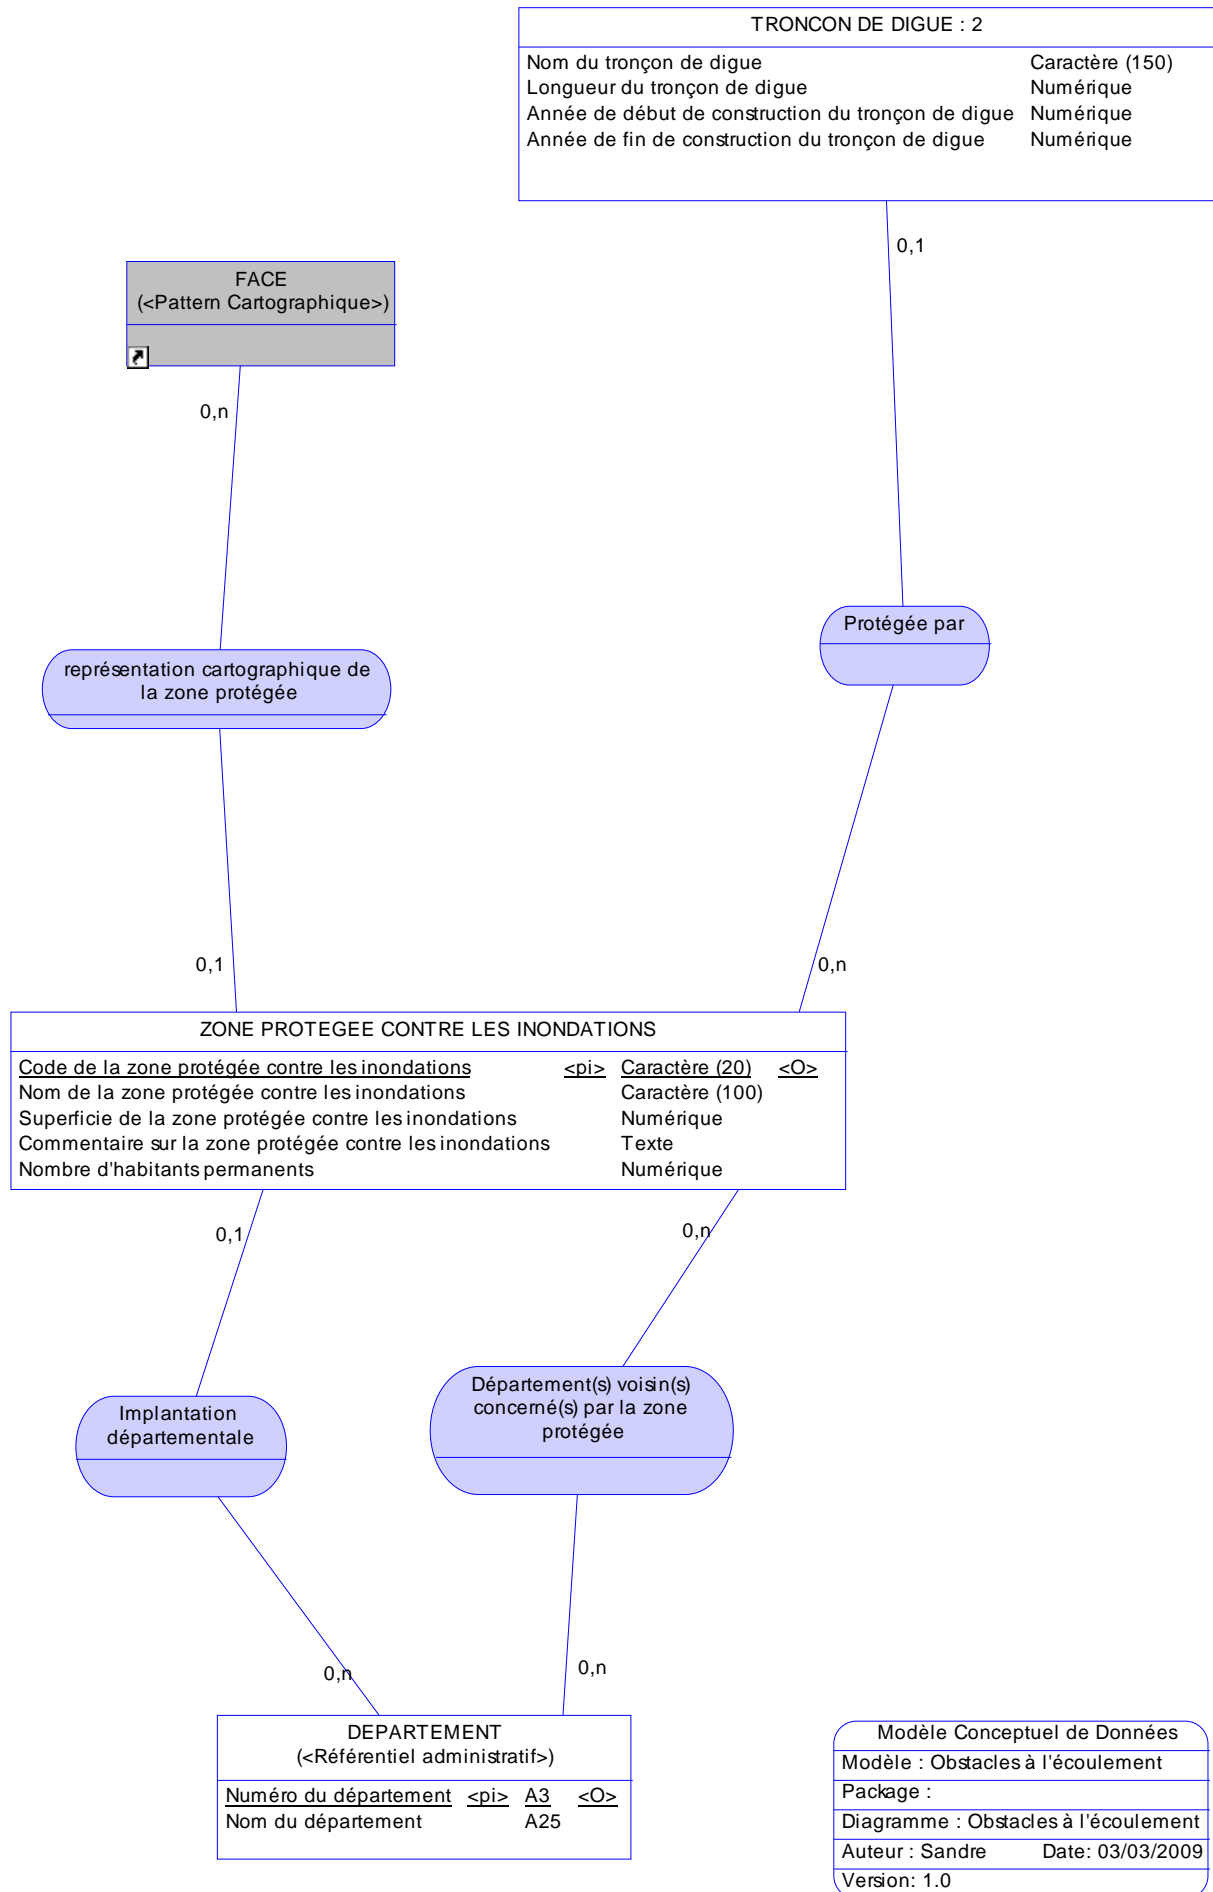 TRONCON DE DIGUE : 2
Nom du tronçon de digue Caractère (150)
Longueur du tronçon de digue Numérique
Année de début de construction du tronçon de digue Numérique
Année de fin de construction du tronçon de digue Numérique
0,1
FACE
(<Pattern Cartographique>)
0,n
Protégée par
représentation cartographique de
la zone protégée
0,1
0,n
ZONE PROTEGEE CONTRE LES INONDATIONS
Code de la zone protégée contre les inondations <pi> Caractère (20) <O>
Nom de la zone protégée contre les inondations Caractère (100)
Superficie de la zone protégée contre les inondations Numérique
Commentaire sur la zone protégée contre les inondations Texte
Nombre d'habitants permanents Numérique
0,1
0,n
Département(s) voisin(s)
concerné(s) par la zone
protégée
Implantation
départementale
0,n
0,n
DEPARTEMENT
(<Référentiel administratif>)
Numéro du département <pi> A3 <O>
Nom du département A25
Modèle Conceptuel de Données
Modèle : Obstacles à l'écoulement
Package :
Diagramme : Obstacles à l'écoulement
Auteur : Sandre Date: 03/03/2009
Version: 1.0